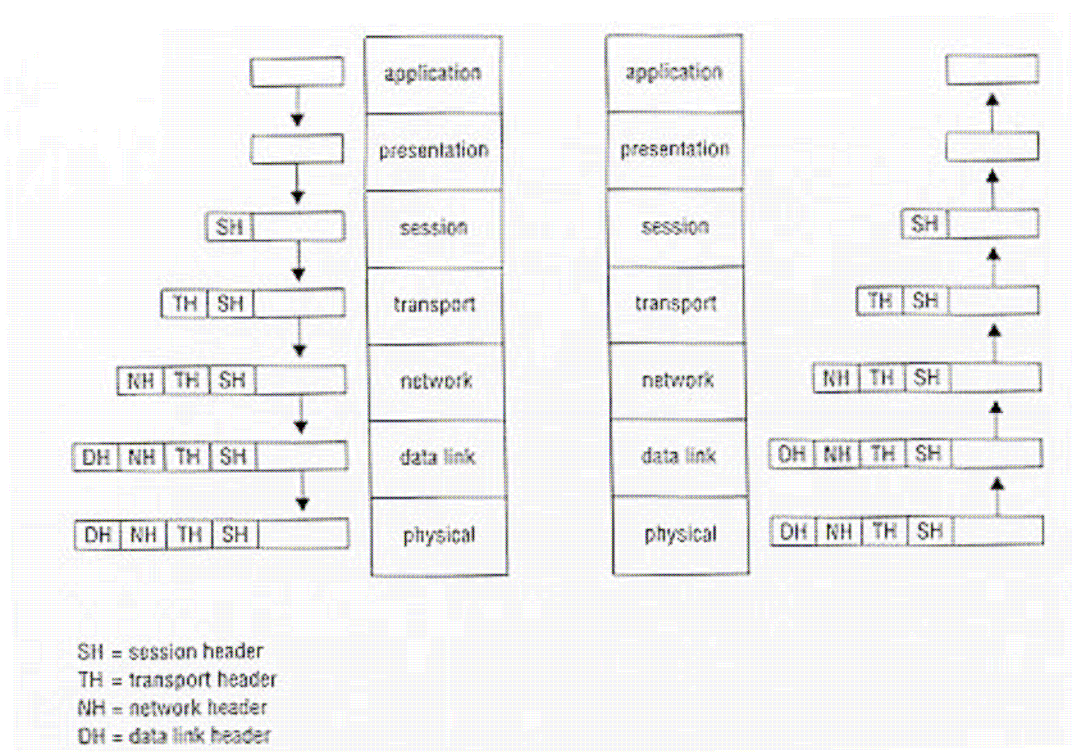 application application
presentation presentation
SH session session SH
TH SH transport transport TH SH
NH TH SH network network NH TH SH
DH NH TH SH data link data link DH NH TH SH
DH NH TH SH physical physical DH NH TH SH
SH = session header
TH = transport header
NH = network header
DH = data link header